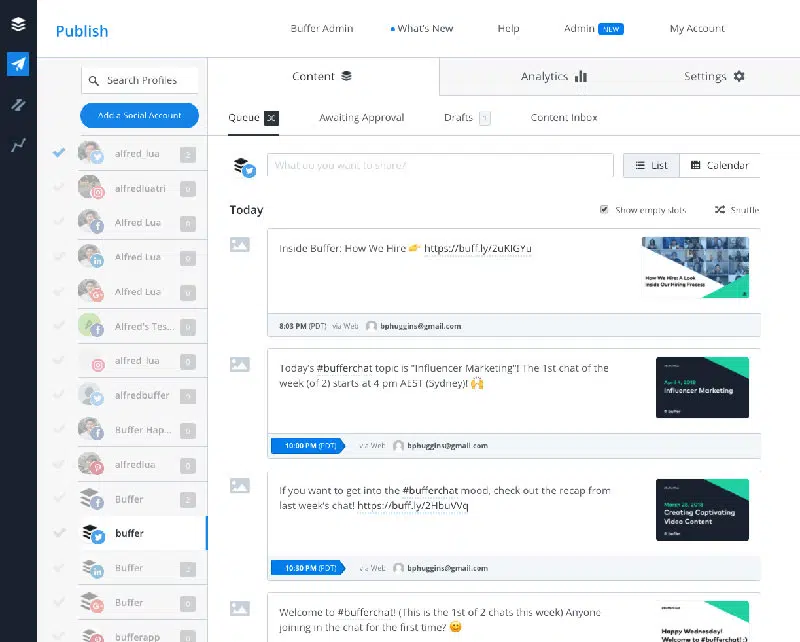 Publish
Buffer Admin
What's New
Help
Admin NEW
My Account
Search Profiles
Add a Social Account
alfred_lua 2
alfredluatri 0
Alfred Lua 0
Alfred Lua 0
Alfred Lua 0
Alfred's Tes... 0
alfred_lua 0
alfredbuffer 0
Buffer Hap... 0
alfredlua 0
Buffer 2
buffer
Buffer
Buffer 0
bufferapp
Content
Analytics
Settings
Queue
Awaiting Approval
Drafts
Content Inbox
What do you want to share?
List
Calendar
Today
Show empty slots
Shuffle
Inside Buffer: How We Hire 👉 https://buff.ly/2uKIGYu
How We Hire: A Look
Inside Our Hiring Process
8:03 PM (PDT) via Web bphuggins@gmail.com
Today's #bufferchat topic is "Influencer Marketing"! The 1st chat of the
week (of 2) starts at 4 pm AEST (Sydney)! 🙌
April 4, 2018
Influencer Marketing
buffer
10:00 PM (PDT) via Web bphuggins@gmail.com
If you want to get into the #bufferchat mood, check out the recap from
last week's chat! https://buff.ly/2HbuVVq
March 28, 2018
Creating Captivating
Video Content
buffer
10:30 PM (PDT) via Web bphuggins@gmail.com
Welcome to #bufferchat! (This is the 1st of 2 chats this week) Anyone
joining in the chat for the first time? 😀
Happy Wednesday!
Welcome to #bufferchat! :)